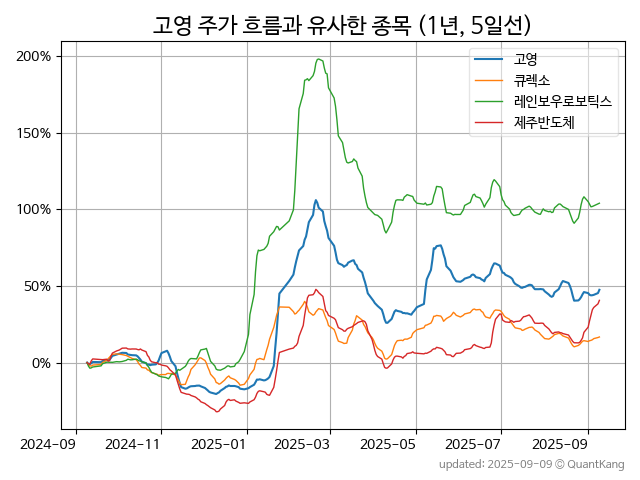 고영 주가 흐름과 유사한 종목 (1년, 5일선)
고영
큐렉소
레인보우로보틱스
제주반도체
200%
150%
100%
50%
0%
2024-09 2024-11 2025-01 2025-03 2025-05 2025-07 2025-09
updated: 2025-09-09 © QuantKang